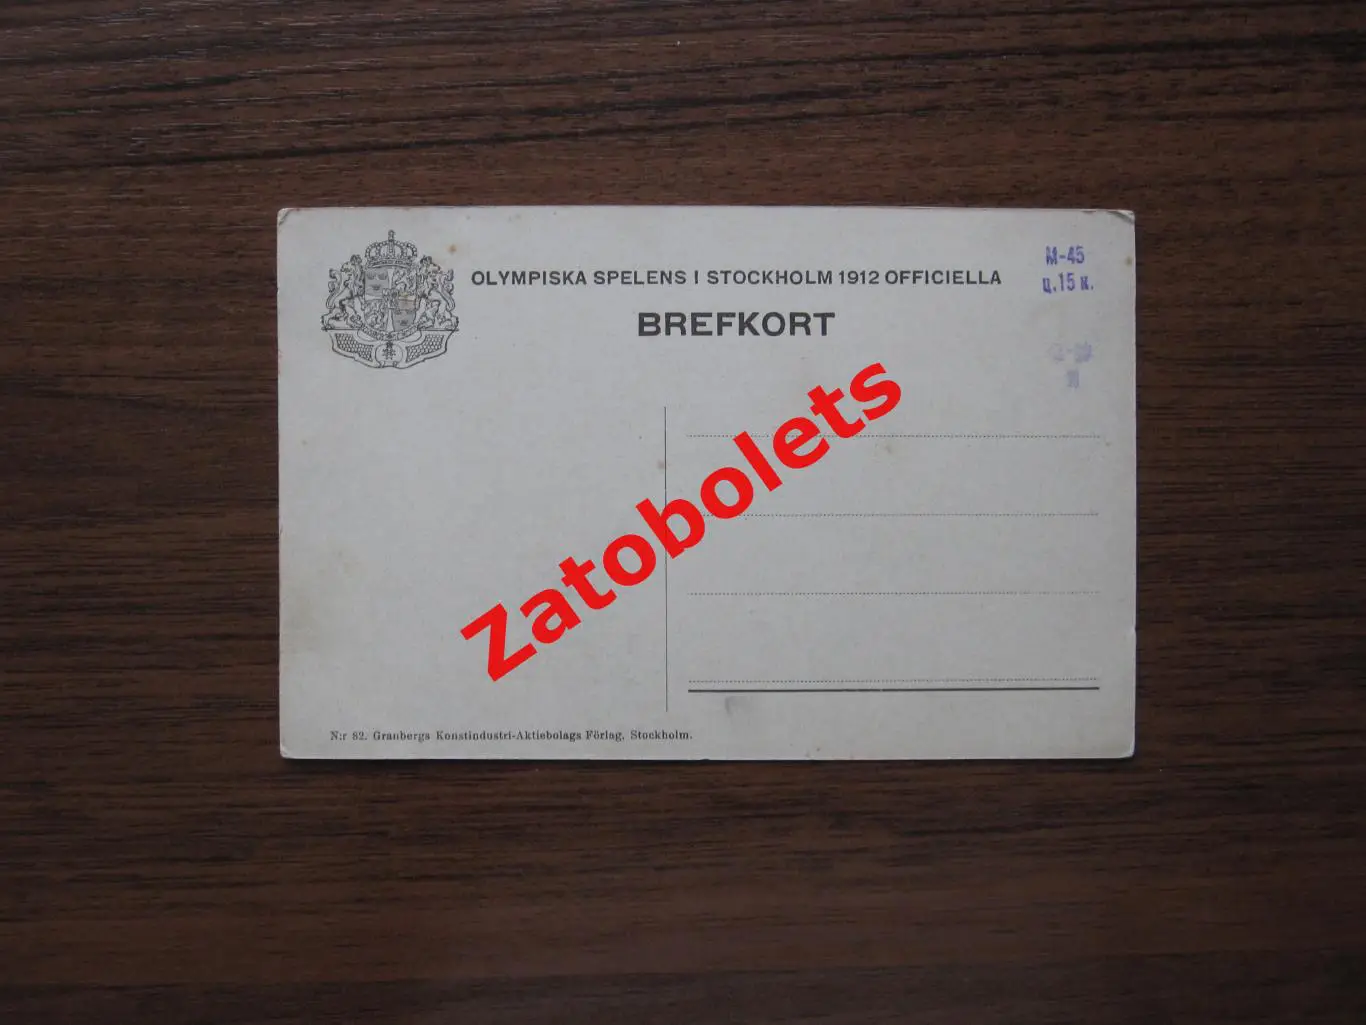 OLYMPISKA SPELENS I STOCKHOLM 1912 OFFICIELLA
BREFKORT
М-45
ц.15 к.
Zatobolets
N:r 82. Granbergs Konstindustri-Aktiebolags Förlag, Stockholm.